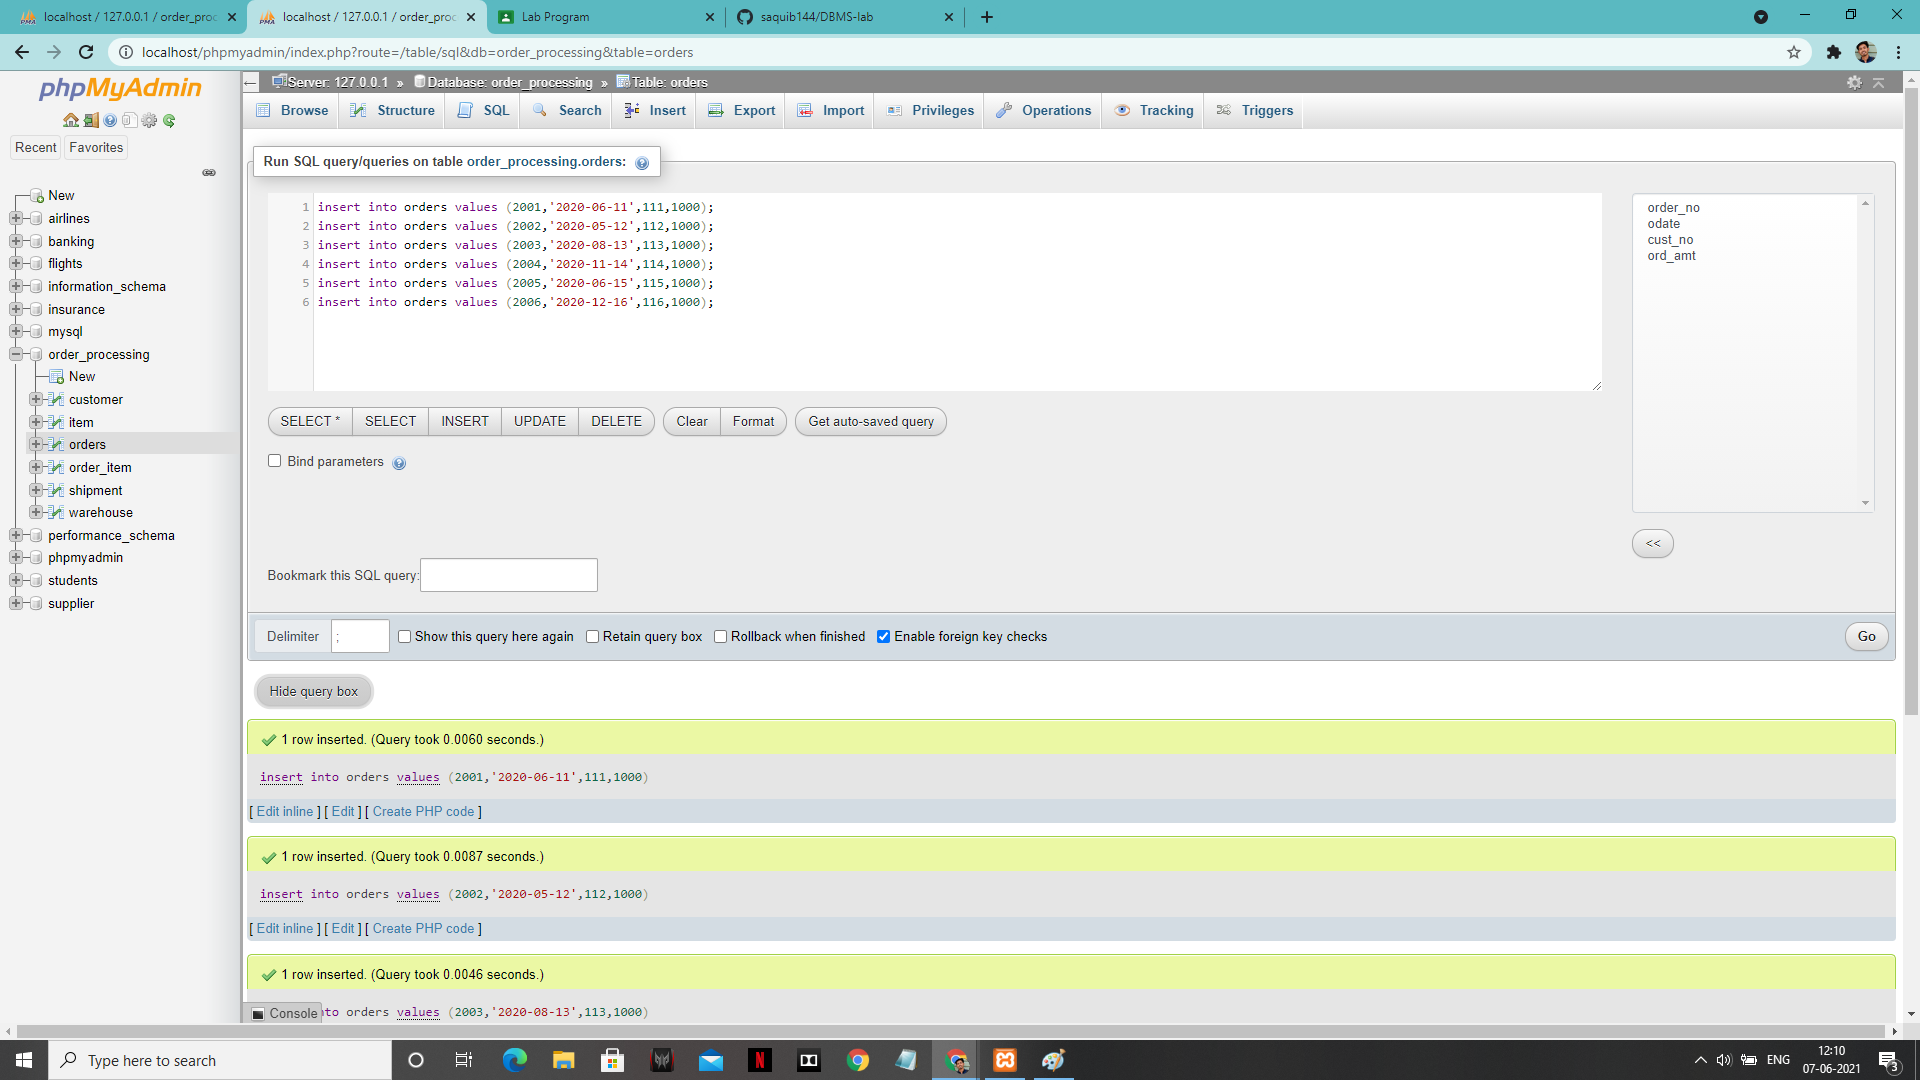 localhost / 127.0.0.1 / order_proc
localhost / 127.0.0.1 / order_proc
Lab Program
saquib144/DBMS-lab
localhost/phpmyadmin/index.php?route=/table/sql&db=order_processing&table=orders
phpMyAdmin
Recent
Favorites
New
airlines
banking
flights
information_schema
insurance
mysql
order_processing
New
customer
item
orders
order_item
shipment
warehouse
performance_schema
phpmyadmin
students
supplier
Server: 127.0.0.1 » Database: order_processing » Table: orders
Browse
Structure
SQL
Search
Insert
Export
Import
Privileges
Operations
Tracking
Triggers
Run SQL query/queries on table order_processing.orders:
1 insert into orders values (2001,'2020-06-11',111,1000);
2 insert into orders values (2002,'2020-05-12',112,1000);
3 insert into orders values (2003,'2020-08-13',113,1000);
4 insert into orders values (2004,'2020-11-14',114,1000);
5 insert into orders values (2005,'2020-06-15',115,1000);
6 insert into orders values (2006,'2020-12-16',116,1000);
order_no
odate
cust_no
ord_amt
SELECT *
SELECT
INSERT
UPDATE
DELETE
Clear
Format
Get auto-saved query
Bind parameters
<<
Bookmark this SQL query:
Delimiter ;
Show this query here again
Retain query box
Rollback when finished
Enable foreign key checks
Go
Hide query box
1 row inserted. (Query took 0.0060 seconds.)
insert into orders values (2001,'2020-06-11',111,1000)
[ Edit inline ] [ Edit ] [ Create PHP code ]
1 row inserted. (Query took 0.0087 seconds.)
insert into orders values (2002,'2020-05-12',112,1000)
[ Edit inline ] [ Edit ] [ Create PHP code ]
1 row inserted. (Query took 0.0046 seconds.)
Console
nto orders values (2003,'2020-08-13',113,1000)
Type here to search
ENG
12:10
07-06-2021
3